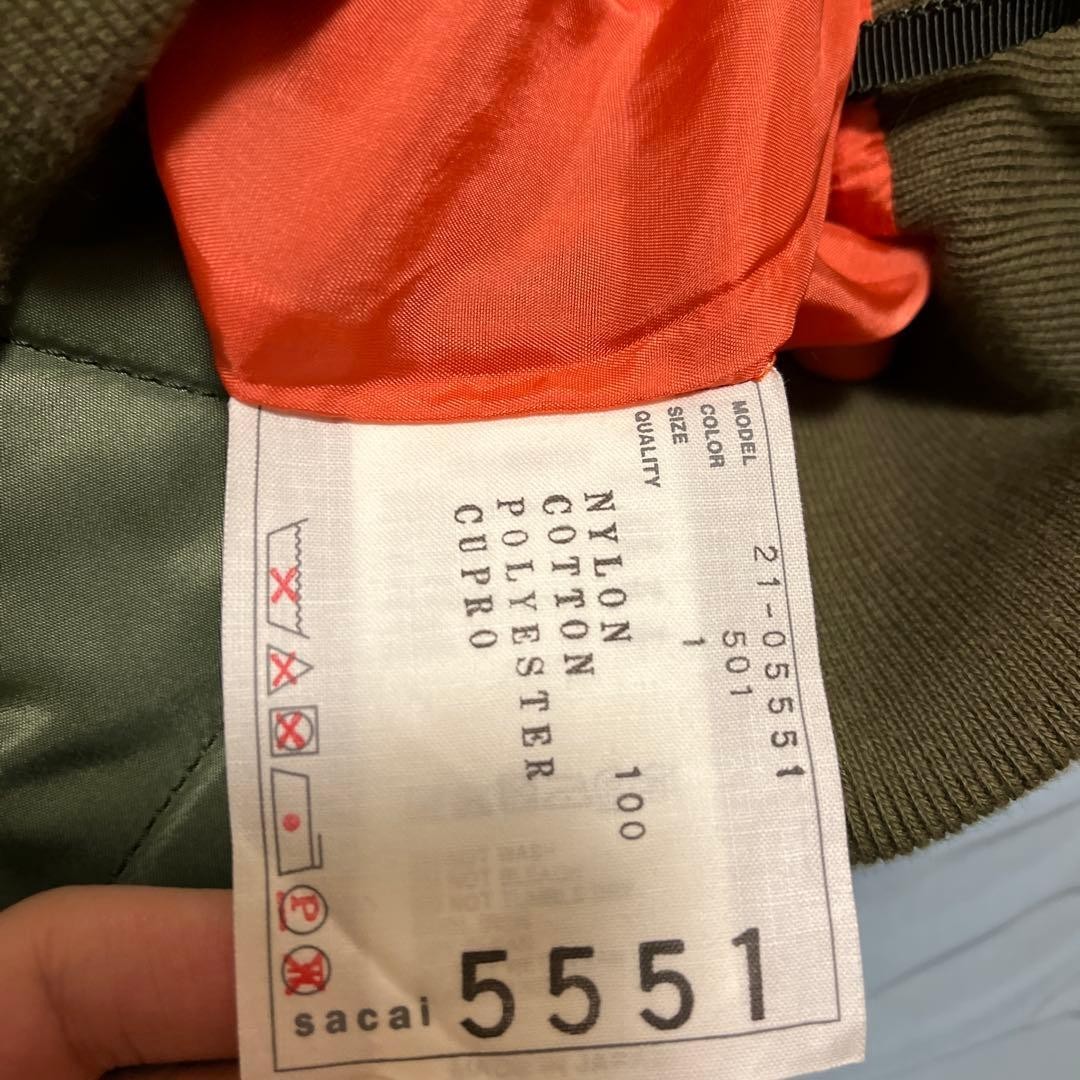 MODEL 21-05551
COLOR 501
SIZE 1
QUALITY
NYLON 100
COTTON
POLYESTER
CUPRO
P
sacai 5551